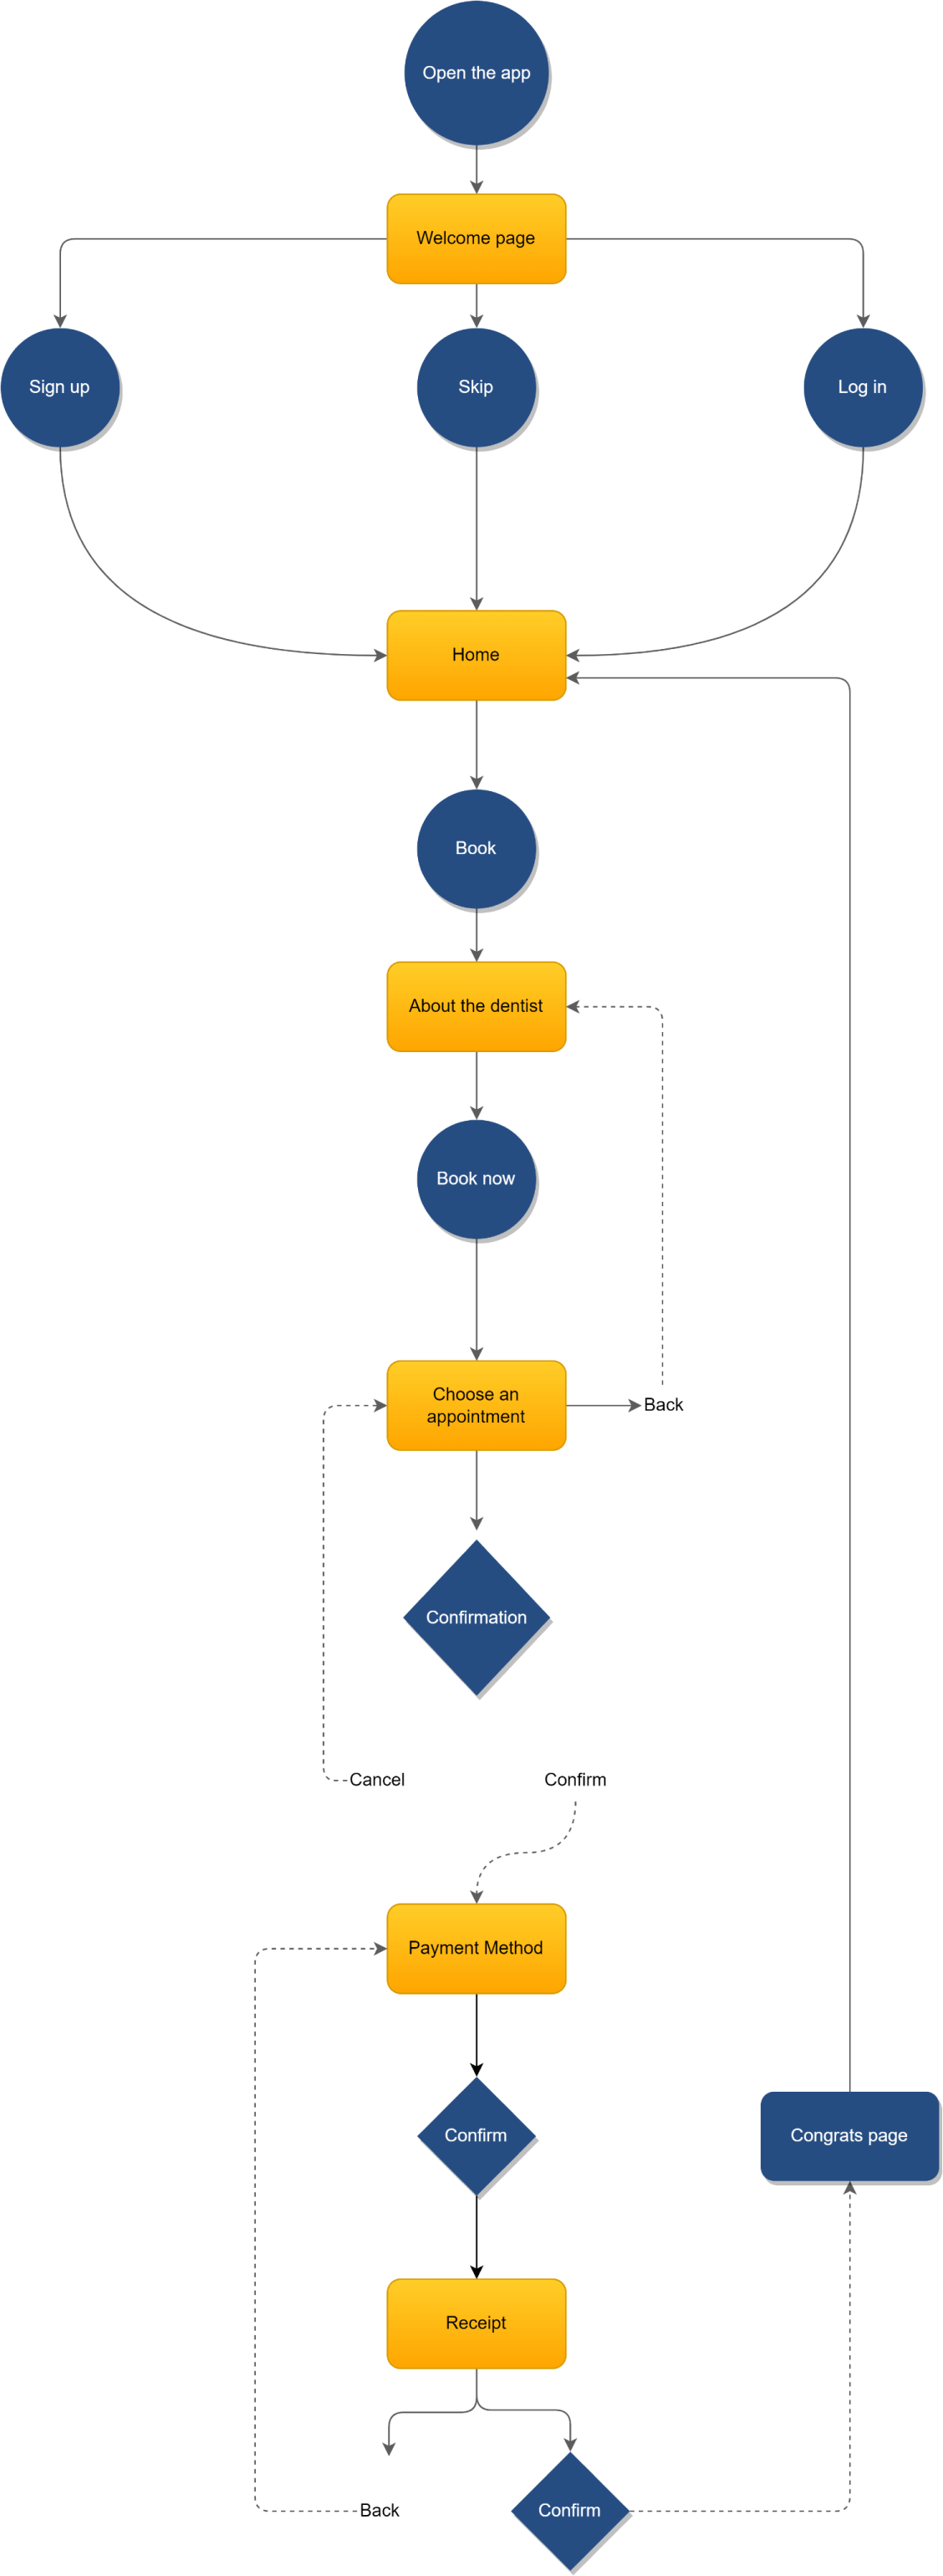 Open the app
Welcome page
Sign up
Skip
Log in
Home
Book
About the dentist
Book now
Choose an
appointment
Back
Confirmation
Cancel
Confirm
Payment Method
Confirm
Congrats page
Receipt
Back
Confirm